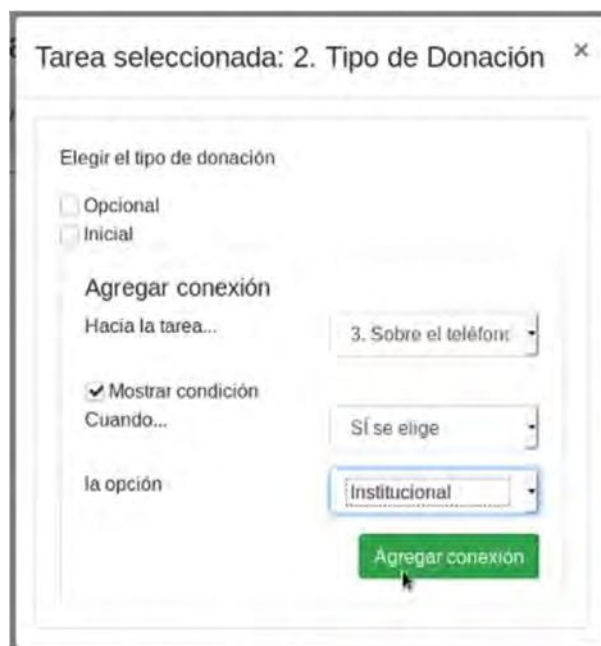 Tarea seleccionada: 2. Tipo de Donación ×
Elegir el tipo de donación
Opcional
Inicial
Agregar conexión
Hacia la tarea... 3. Sobre el teléfono
Mostrar condición
Cuando... SÍ se elige
la opción Institucional
Agregar conexión